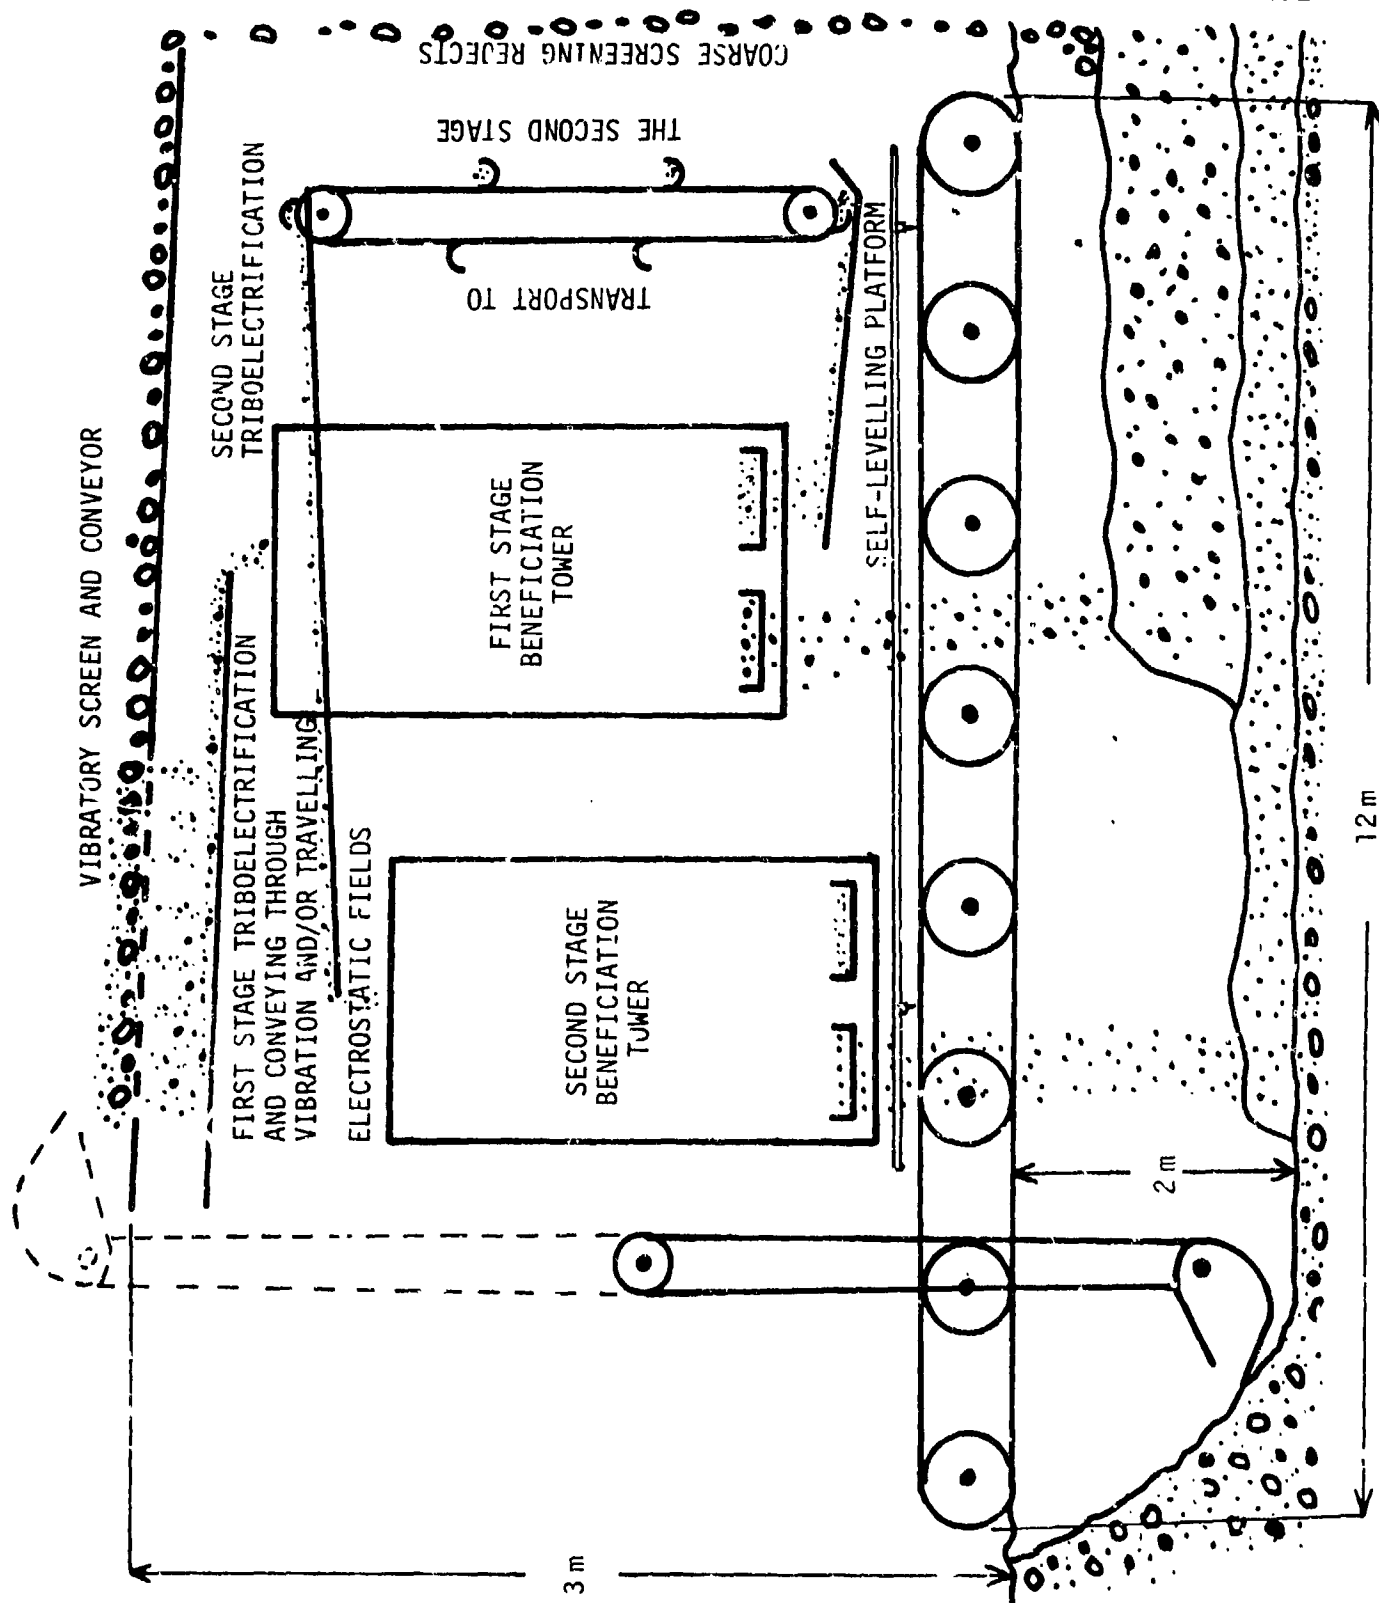 VIBRATORY SCREEN AND CONVEYOR
SECOND STAGE
TRIBOELECTRIFICATION
FIRST STAGE TRIBOELECTRIFICATION
AND CONVEYING THROUGH
VIBRATION AND/OR TRAVELLING
ELECTROSTATIC FIELDS
COARSE SCREENING REJECTS
TRANSPORT TO
THE SECOND STAGE
FIRST STAGE
BENEFICIATION
TOWER
SECOND STAGE
BENEFICIATION
TOWER
SELF-LEVELLING PLATFORM
3 m
2 m
12 m